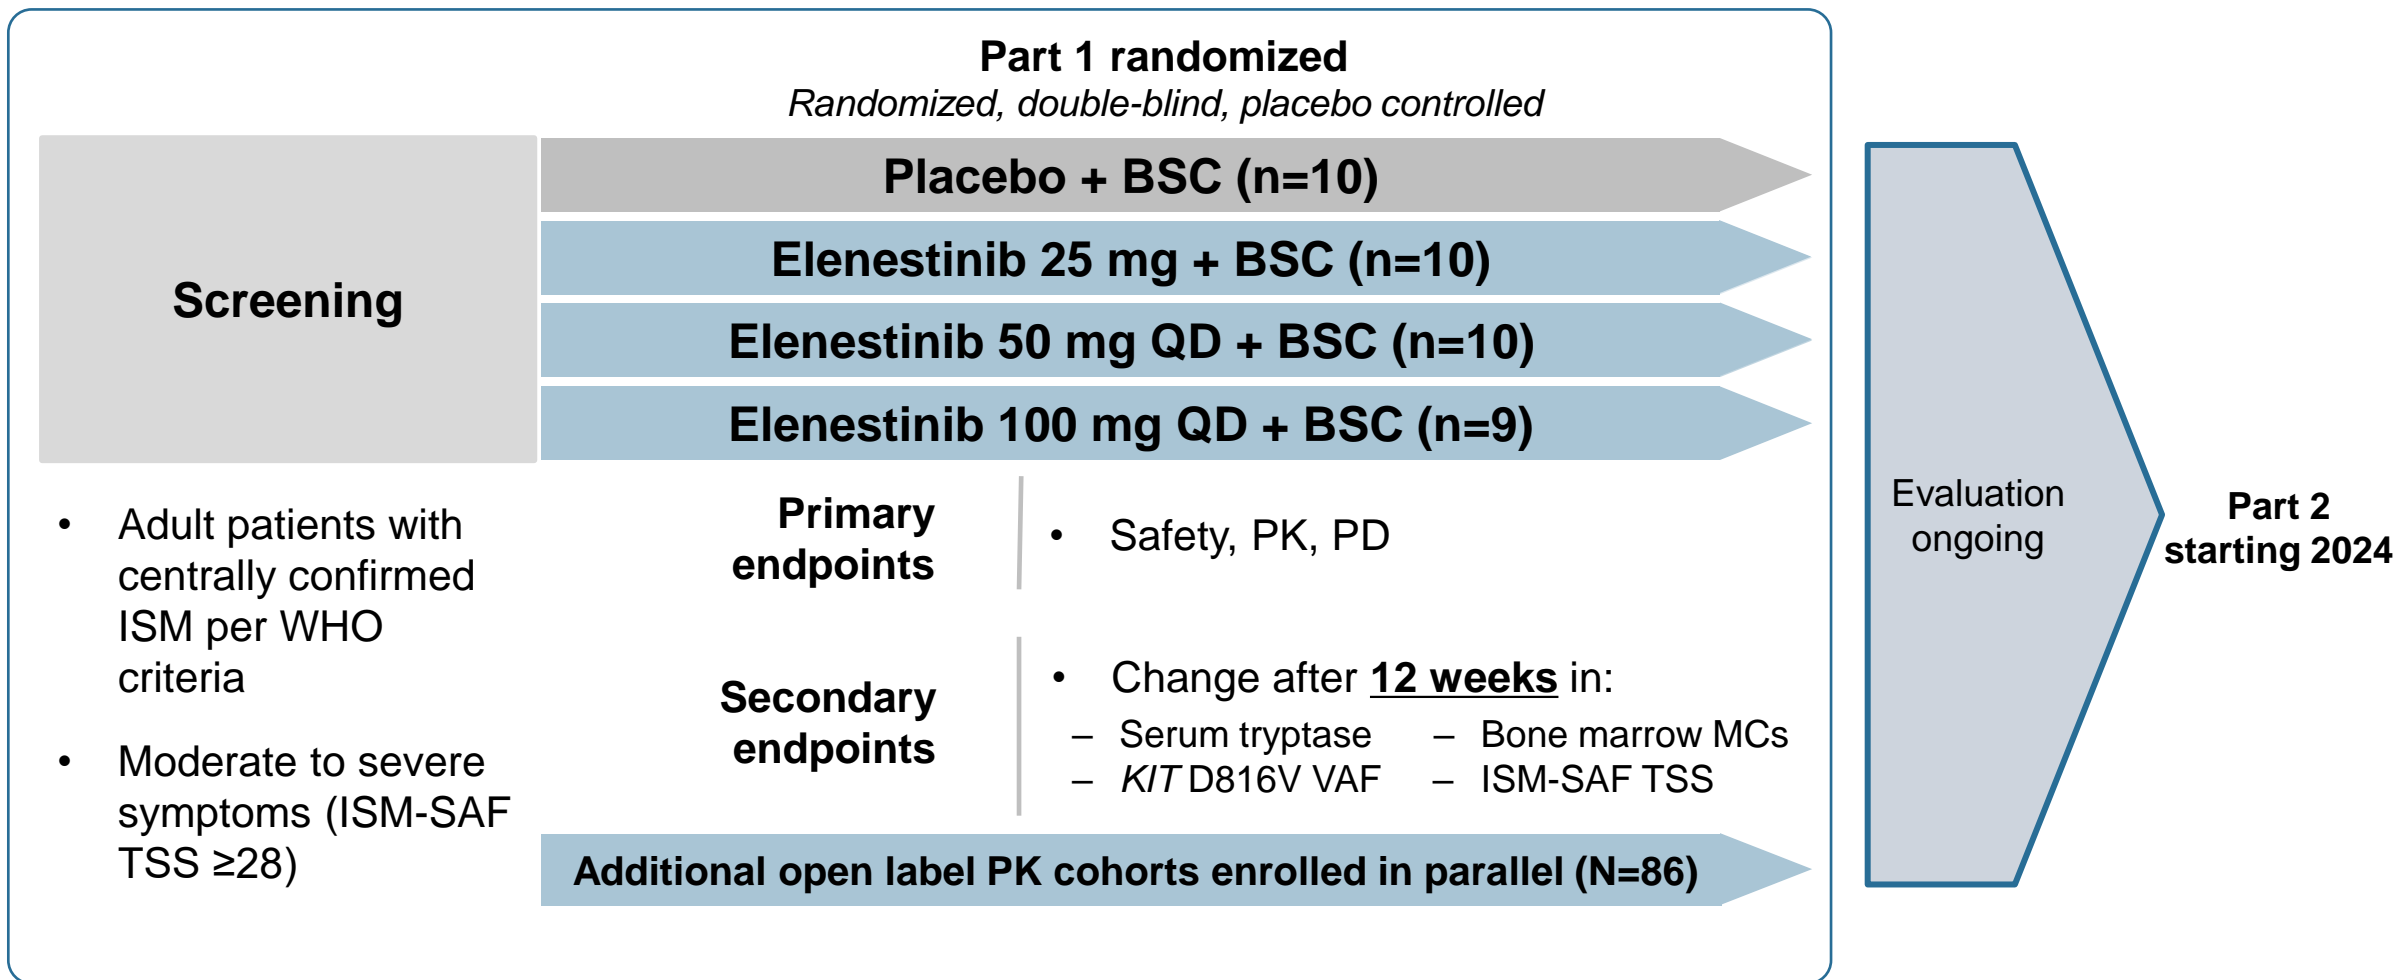 Part 1 randomized
Randomized, double-blind, placebo controlled
Screening
Placebo + BSC (n=10)
Elenestinib 25 mg + BSC (n=10)
Elenestinib 50 mg QD + BSC (n=10)
Elenestinib 100 mg QD + BSC (n=9)
• Adult patients with
centrally confirmed
ISM per WHO
criteria
• Moderate to severe
symptoms (ISM-SAF
TSS ≥28)
Primary
endpoints
• Safety, PK, PD
Secondary
endpoints
• Change after 12 weeks in:
– Serum tryptase
– KIT D816V VAF
– Bone marrow MCs
– ISM-SAF TSS
Additional open label PK cohorts enrolled in parallel (N=86)
Evaluation
ongoing
Part 2
starting 2024